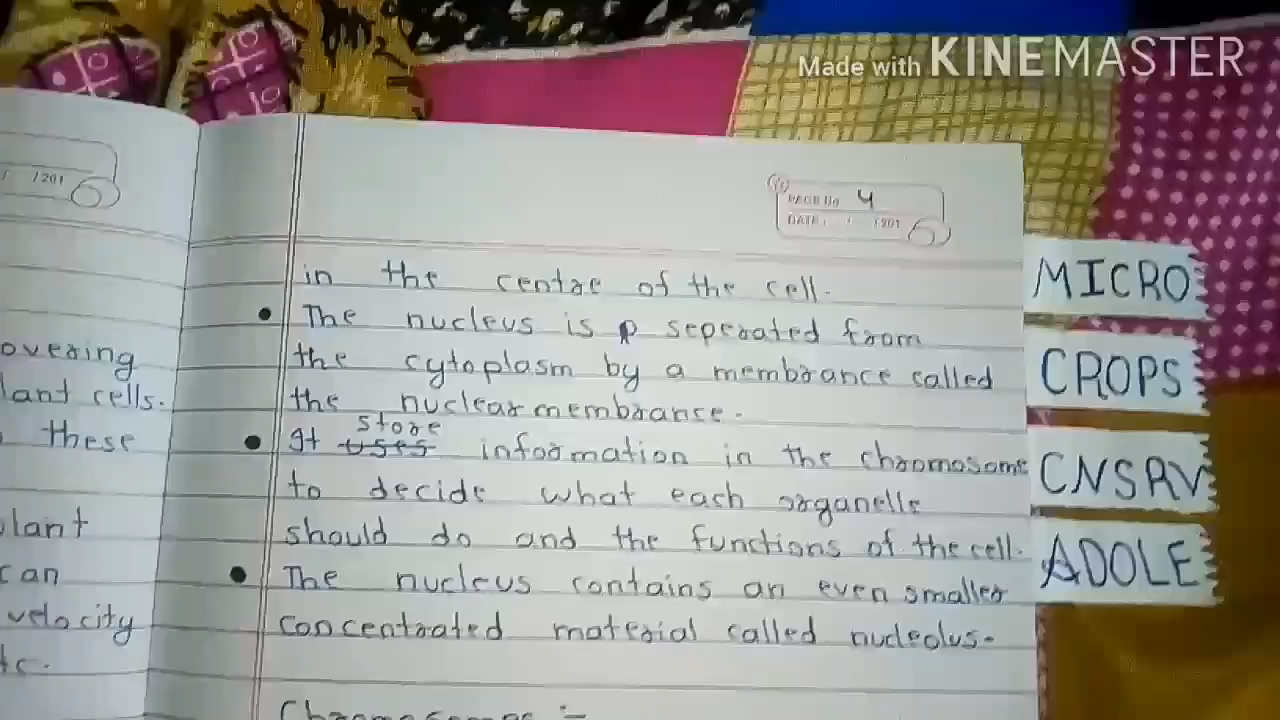 Made with KINEMASTER
/ /201
PAGE No 4
DATE: / /201
in the centre of the cell.
• The nucleus is p seperated from
the cytoplasm by a membrance called
the nuclear membrance.
store
• It uses information in the chromosome
to decide what each organelle
should do and the functions of the cell.
• The nucleus contains an even smaller
concentrated material called nucleolus.
Chromosomes :-
overing
lant cells.
these
lant
can
velocity
tc.
MICRO
CROPS
CNSRV
ADOLE